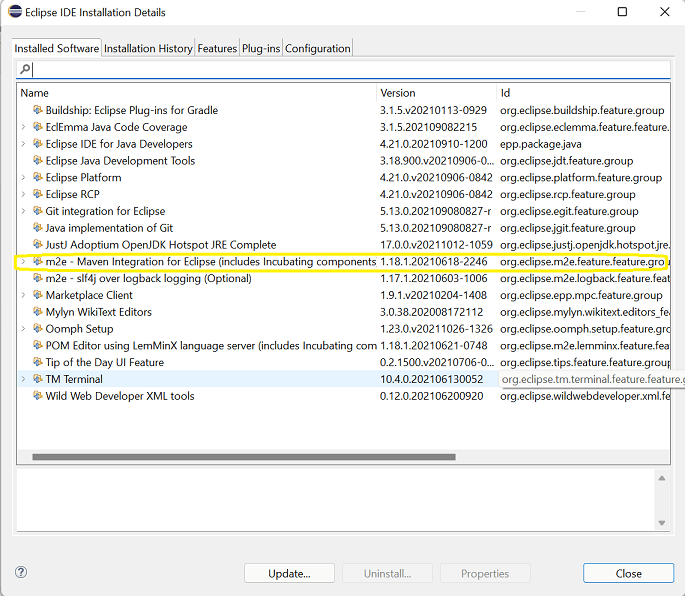 Eclipse IDE Installation Details
Installed Software Installation History Features Plug-ins Configuration
Name Version Id
Buildship: Eclipse Plug-ins for Gradle 3.1.5.v20210113-0929 org.eclipse.buildship.feature.group
EclEmma Java Code Coverage 3.1.5.202109082215 org.eclipse.eclemma.feature.feature.
Eclipse IDE for Java Developers 4.21.0.20210910-1200 epp.package.java
Eclipse Java Development Tools 3.18.900.v20210906-0... org.eclipse.jdt.feature.group
Eclipse Platform 4.21.0.v20210906-0842 org.eclipse.platform.feature.group
Eclipse RCP 4.21.0.v20210906-0842 org.eclipse.rcp.feature.group
Git integration for Eclipse 5.13.0.202109080827-r org.eclipse.egit.feature.group
Java implementation of Git 5.13.0.202109080827-r org.eclipse.jgit.feature.group
JustJ Adoptium OpenJDK Hotspot JRE Complete 17.0.0.v20211012-1059 org.eclipse.justj.openjdk.hotspot.jre.
m2e - Maven Integration for Eclipse (includes Incubating components 1.18.1.20210618-2246 org.eclipse.m2e.feature.feature.grou
m2e - slf4j over logback logging (Optional) 1.17.1.20210603-1006 org.eclipse.m2e.logback.feature.feat
Marketplace Client 1.9.1.v20210204-1408 org.eclipse.epp.mpc.feature.group
Mylyn WikiText Editors 3.0.38.202008172112 org.eclipse.mylyn.wikitext.editors_fe
Oomph Setup 1.23.0.v20211026-1326 org.eclipse.oomph.setup.feature.gro
POM Editor using LemMinX language server (includes Incubating com 1.18.1.20210621-0748 org.eclipse.m2e.lemminx.feature.feat
Tip of the Day UI Feature 0.2.1500.v20210706-0... org.eclipse.tips.feature.feature.group
TM Terminal 10.4.0.202106130052 org.eclipse.tm.terminal.feature.feature.g
Wild Web Developer XML tools 0.12.0.202106200920 org.eclipse.wildwebdeveloper.xml.fe
Update... Uninstall... Properties Close